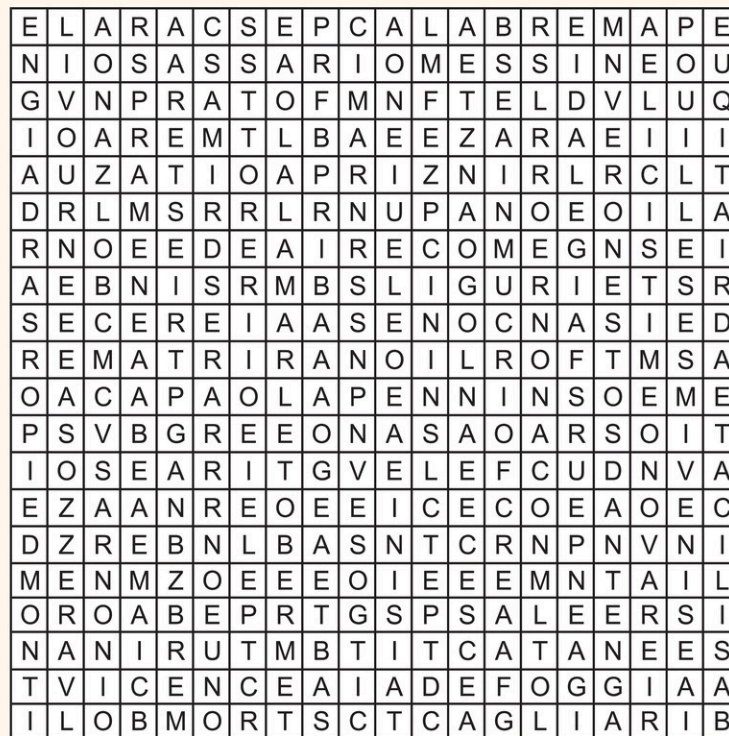 E L A R A C S E P C A L A B R E M A P E
N I O S A S S A R I O M E S S I N E O U
G V N P R A T O F M N F T E L D V L U Q
I O A R E M T L B A E E Z A R A E I I I
A U Z A T I O A P R I Z N I R L R C L T
D R L M S R R L R N U P A N O E O I L A
R N O E E D E A I R E C O M E G N S E I
A E B N I S R M B S L I G U R I E T S R
S E C E R E I A A S E N O C N A S I E D
R E M A T R I R A N O I L R O F T M S A
O A C A P A O L A P E N N I N S O E M E
P S V B G R E E O N A S A O A R S O I T
I O S E A R I T G V E L E F C U D N V A
E Z A A N R E O E E I C E C O E A O E C
D Z R E B N L B A S N T C R N P N V N I
M E N M Z O E E E O I E E E M N T A I L
O R O A B E P R T G S P S A L E E R S I
N A N I R U T M B T I T C A T A N E E S
T V I C E N C E A I A D E F O G G I A A
I L O B M O R T S C T C A G L I A R I B